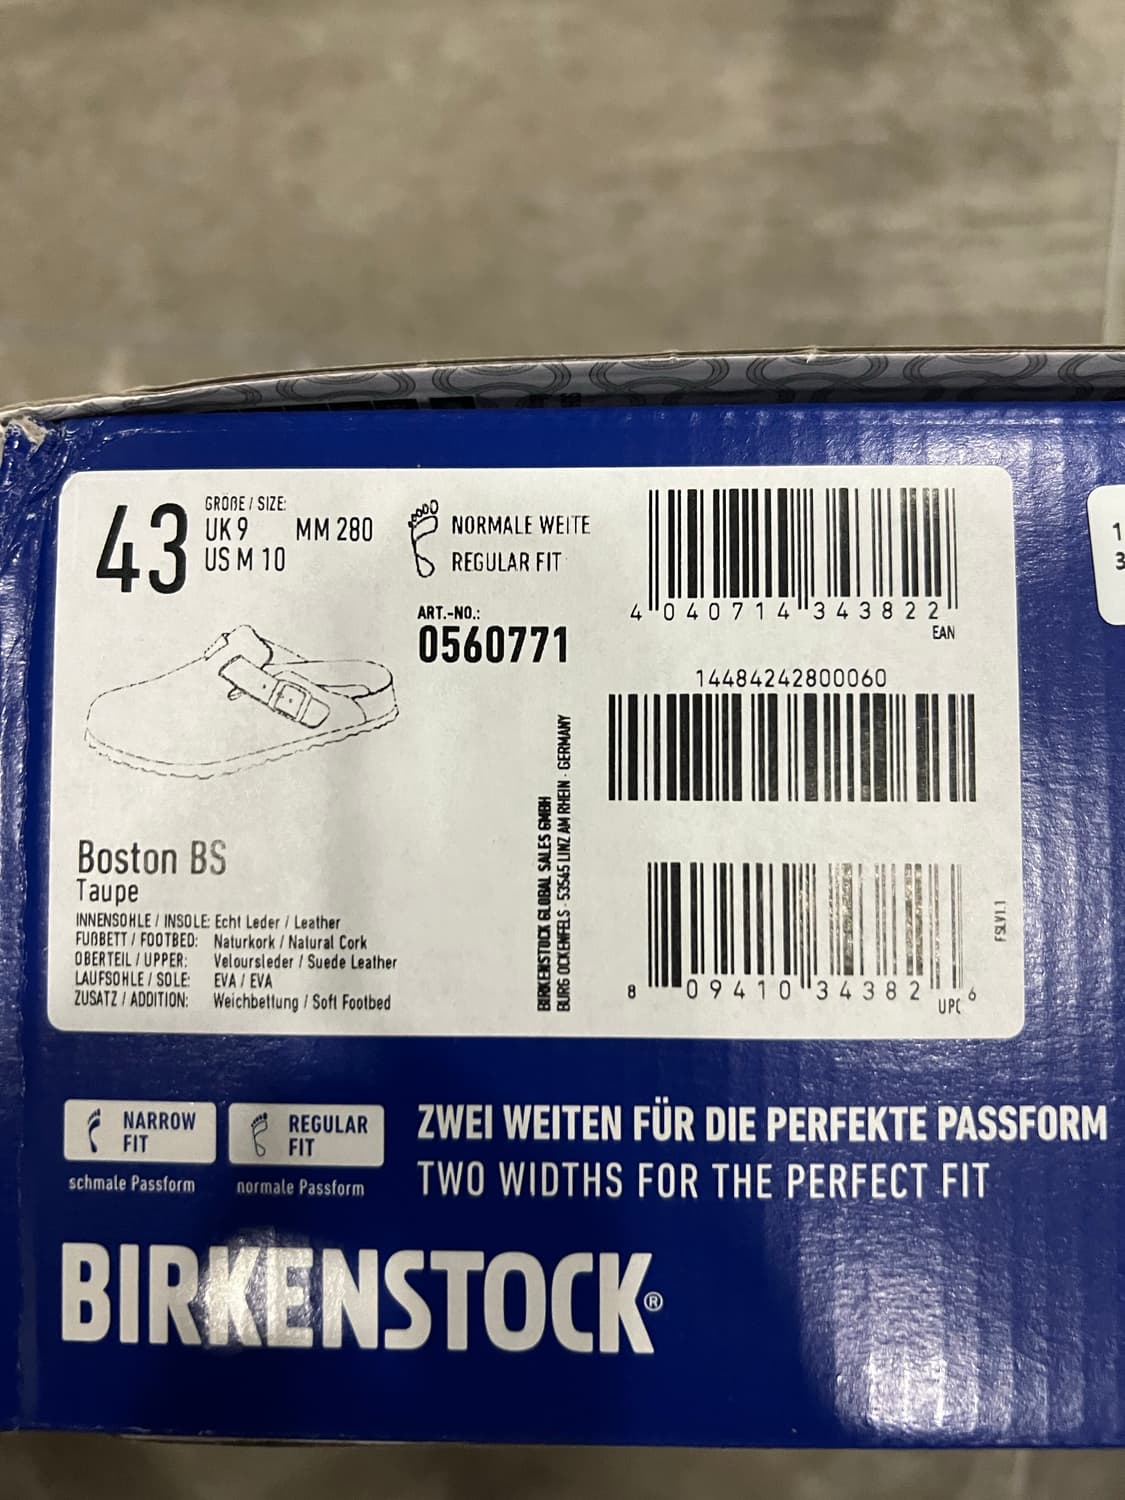 43
GRÖßE / SIZE:
UK 9 MM 280
US M 10
NORMALE WEITE
REGULAR FIT
ART.-NO.:
0560771
4 040714 343822
EAN
14484242800060
Boston BS
Taupe
INNENSOHLE / INSOLE: Echt Leder / Leather
FUßBETT / FOOTBED: Naturkork / Natural Cork
OBERTEIL / UPPER: Veloursleder / Suede Leather
LAUFSOHLE / SOLE: EVA / EVA
ZUSATZ / ADDITION: Weichbettung / Soft Footbed
BIRKENSTOCK GLOBAL SALES GMBH
BURG OCKENFELS · 53545 LINZ AM RHEIN · GERMANY
8 09410 34382 6
UPC
FSLV1.1
NARROW
FIT
schmale Passform
REGULAR
FIT
normale Passform
ZWEI WEITEN FÜR DIE PERFEKTE PASSFORM
TWO WIDTHS FOR THE PERFECT FIT
BIRKENSTOCK®